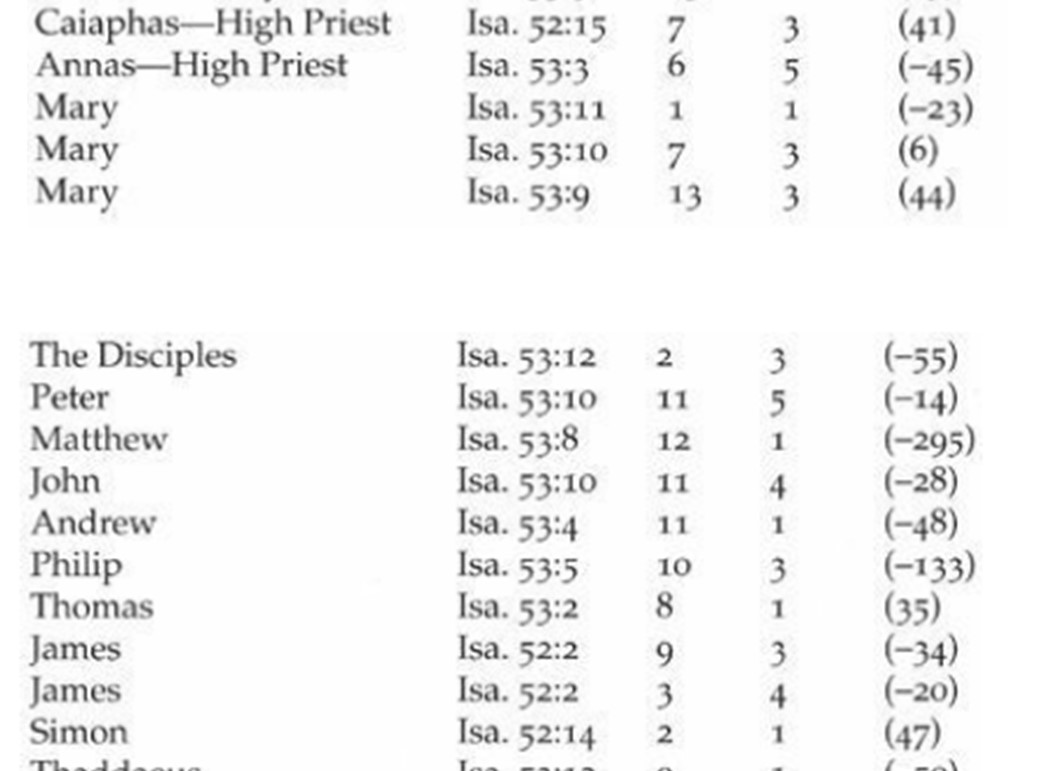 Caiaphas—High Priest Isa. 52:15 7 3 (41)
Annas—High Priest Isa. 53:3 6 5 (–45)
Mary Isa. 53:11 1 1 (–23)
Mary Isa. 53:10 7 3 (6)
Mary Isa. 53:9 13 3 (44)
The Disciples Isa. 53:12 2 3 (–55)
Peter Isa. 53:10 11 5 (–14)
Matthew Isa. 53:8 12 1 (–295)
John Isa. 53:10 11 4 (–28)
Andrew Isa. 53:4 11 1 (–48)
Philip Isa. 53:5 10 3 (–133)
Thomas Isa. 53:2 8 1 (35)
James Isa. 52:2 9 3 (–34)
James Isa. 52:2 3 4 (–20)
Simon Isa. 52:14 2 1 (47)
Thaddaeus Isa.